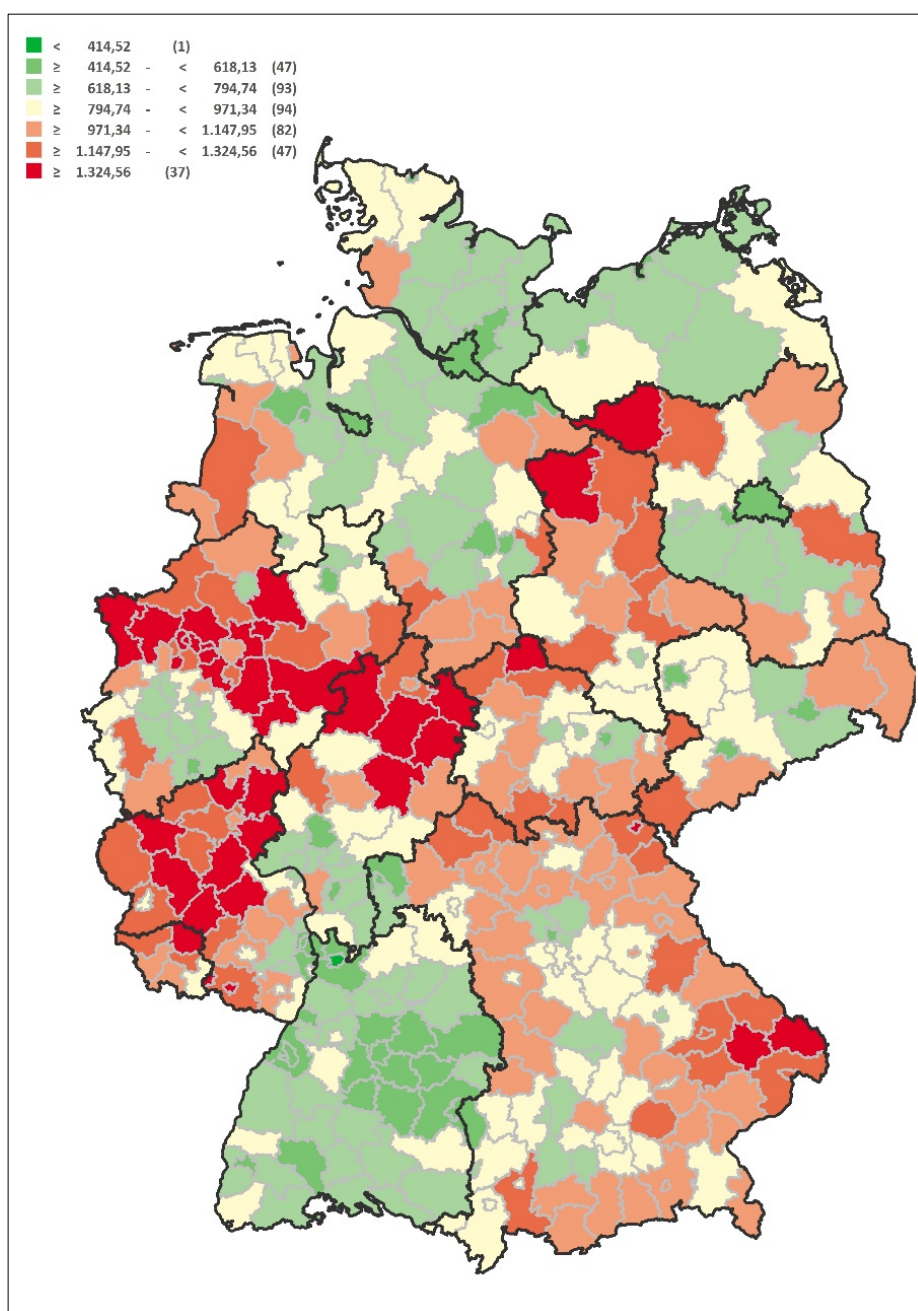 < 414,52 (1)
≥ 414,52 - < 618,13 (47)
≥ 618,13 - < 794,74 (93)
≥ 794,74 - < 971,34 (94)
≥ 971,34 - < 1.147,95 (82)
≥ 1.147,95 - < 1.324,56 (47)
≥ 1.324,56 (37)